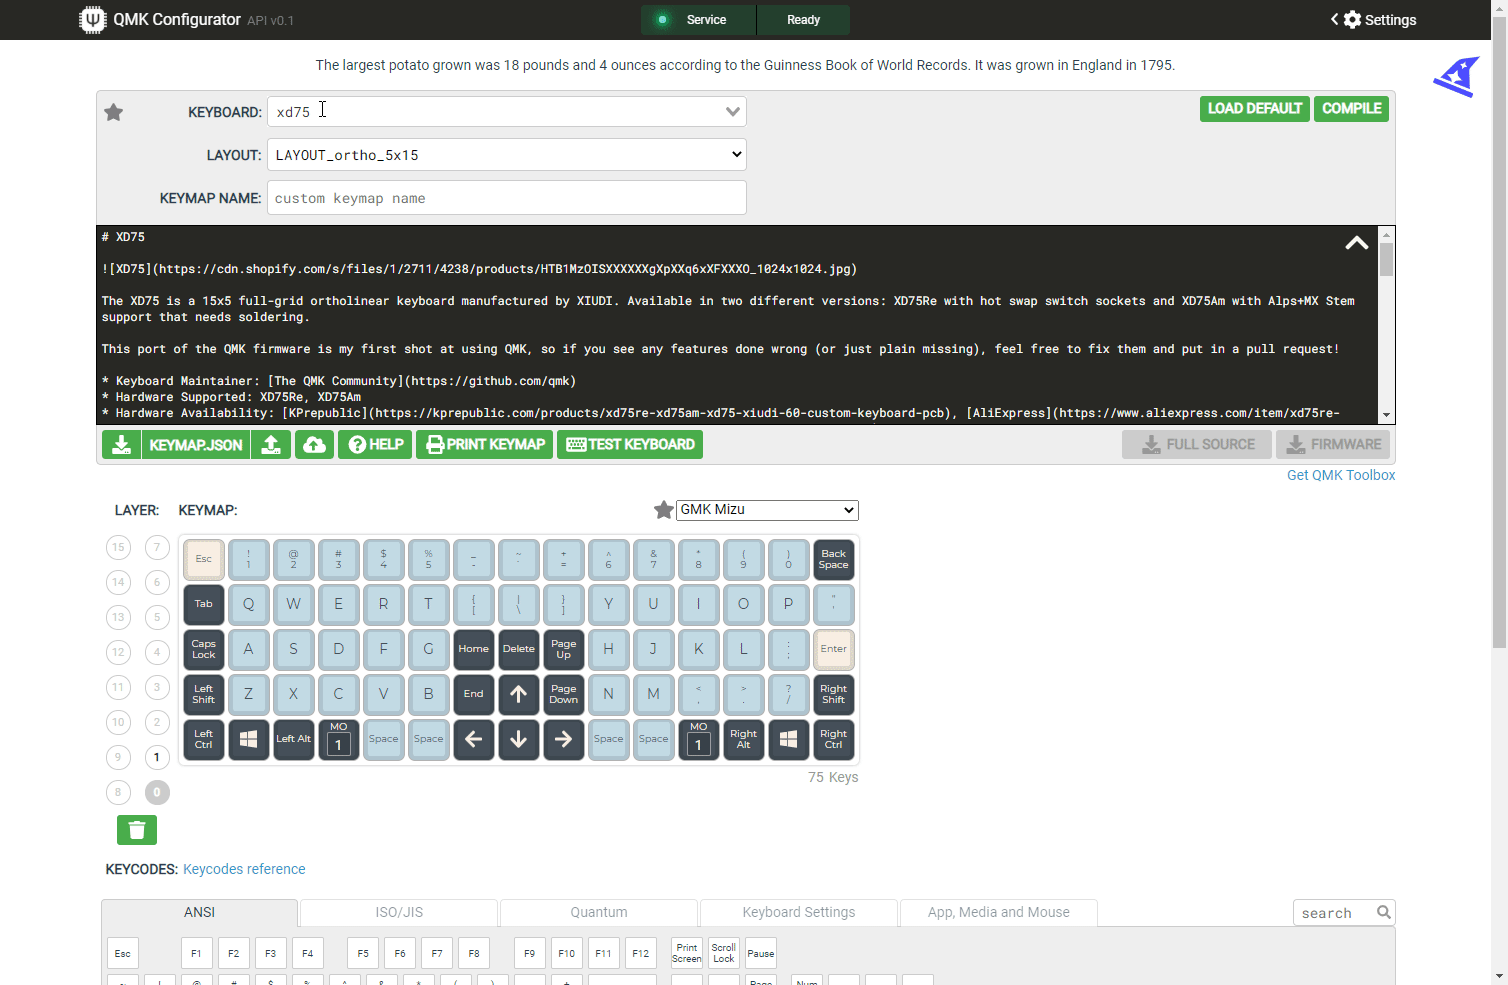 QMK Configurator API v0.1
Service Ready
Settings
The largest potato grown was 18 pounds and 4 ounces according to the Guinness Book of World Records. It was grown in England in 1795.
KEYBOARD: xd75
LOAD DEFAULT COMPILE
LAYOUT: LAYOUT_ortho_5x15
KEYMAP NAME: custom keymap name
# XD75
![XD75](https://cdn.shopify.com/s/files/1/2711/4238/products/HTB1MzOISXXXXXXgXpXXq6xXFXXXO_1024x1024.jpg)
The XD75 is a 15x5 full-grid ortholinear keyboard manufactured by XIUDI. Available in two different versions: XD75Re with hot swap switch sockets and XD75Am with Alps+MX Stem
support that needs soldering.
This port of the QMK firmware is my first shot at using QMK, so if you see any features done wrong (or just plain missing), feel free to fix them and put in a pull request!
* Keyboard Maintainer: [The QMK Community](https://github.com/qmk)
* Hardware Supported: XD75Re, XD75Am
* Hardware Availability: [KPrepublic](https://kprepublic.com/products/xd75re-xd75am-xd75-xiudi-60-custom-keyboard-pcb), [AliExpress](https://www.aliexpress.com/item/xd75re-
KEYMAP.JSON HELP PRINT KEYMAP TEST KEYBOARD FULL SOURCE FIRMWARE
Get QMK Toolbox
LAYER: KEYMAP: GMK Mizu
15 7
14 6
13 5
12 4
11 3
10 2
9 1
8 0
Esc ! 1 @ 2 # 3 $ 4 % 5 _ - ~ ` + = ^ 6 & 7 * 8 ( 9 ) 0 Back Space
Tab Q W E R T { [ | \ } ] Y U I O P " '
Caps Lock A S D F G Home Delete Page Up H J K L : ; Enter
Left Shift Z X C V B End ↑ Page Down N M < , > . ? / Right Shift
Left Ctrl Left Alt MO 1 Space Space ← ↓ → Space Space MO 1 Right Alt Right Ctrl
75 Keys
KEYCODES: Keycodes reference
ANSI ISO/JIS Quantum Keyboard Settings App, Media and Mouse search
Esc F1 F2 F3 F4 F5 F6 F7 F8 F9 F10 F11 F12 Print Screen Scroll Lock Pause